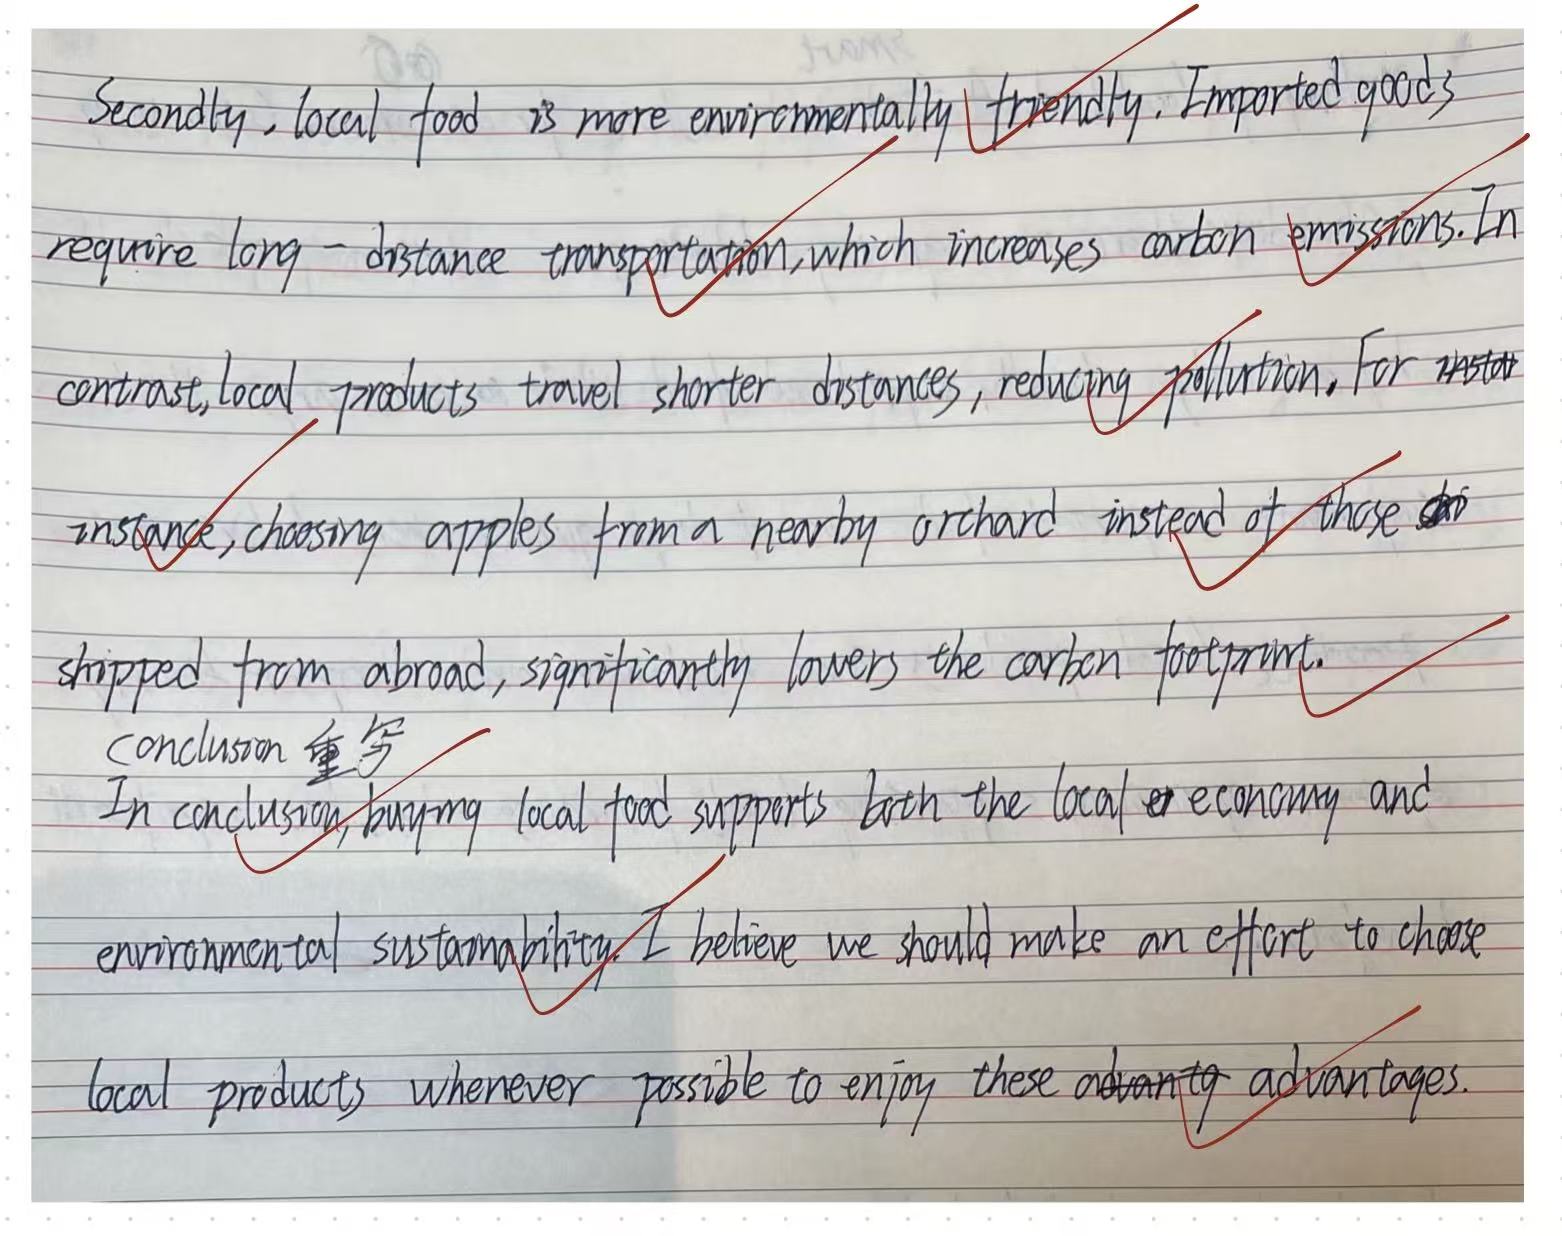 Secondly, local food is more environmentally friendly. Imported goods
require long-distance transportation, which increases carbon emissions. In
contrast, local products travel shorter distances, reducing pollurtion. For instan
instance, choosing apples from a nearby orchard instead of those
shipped from abroad, significantly lowers the carbon footprint.
Conclusion 重写
In conclusion, buying local food supports both the local economy and
environmental sustainability. I believe we should make an effort to choose
local products whenever possible to enjoy these advantg advantages.